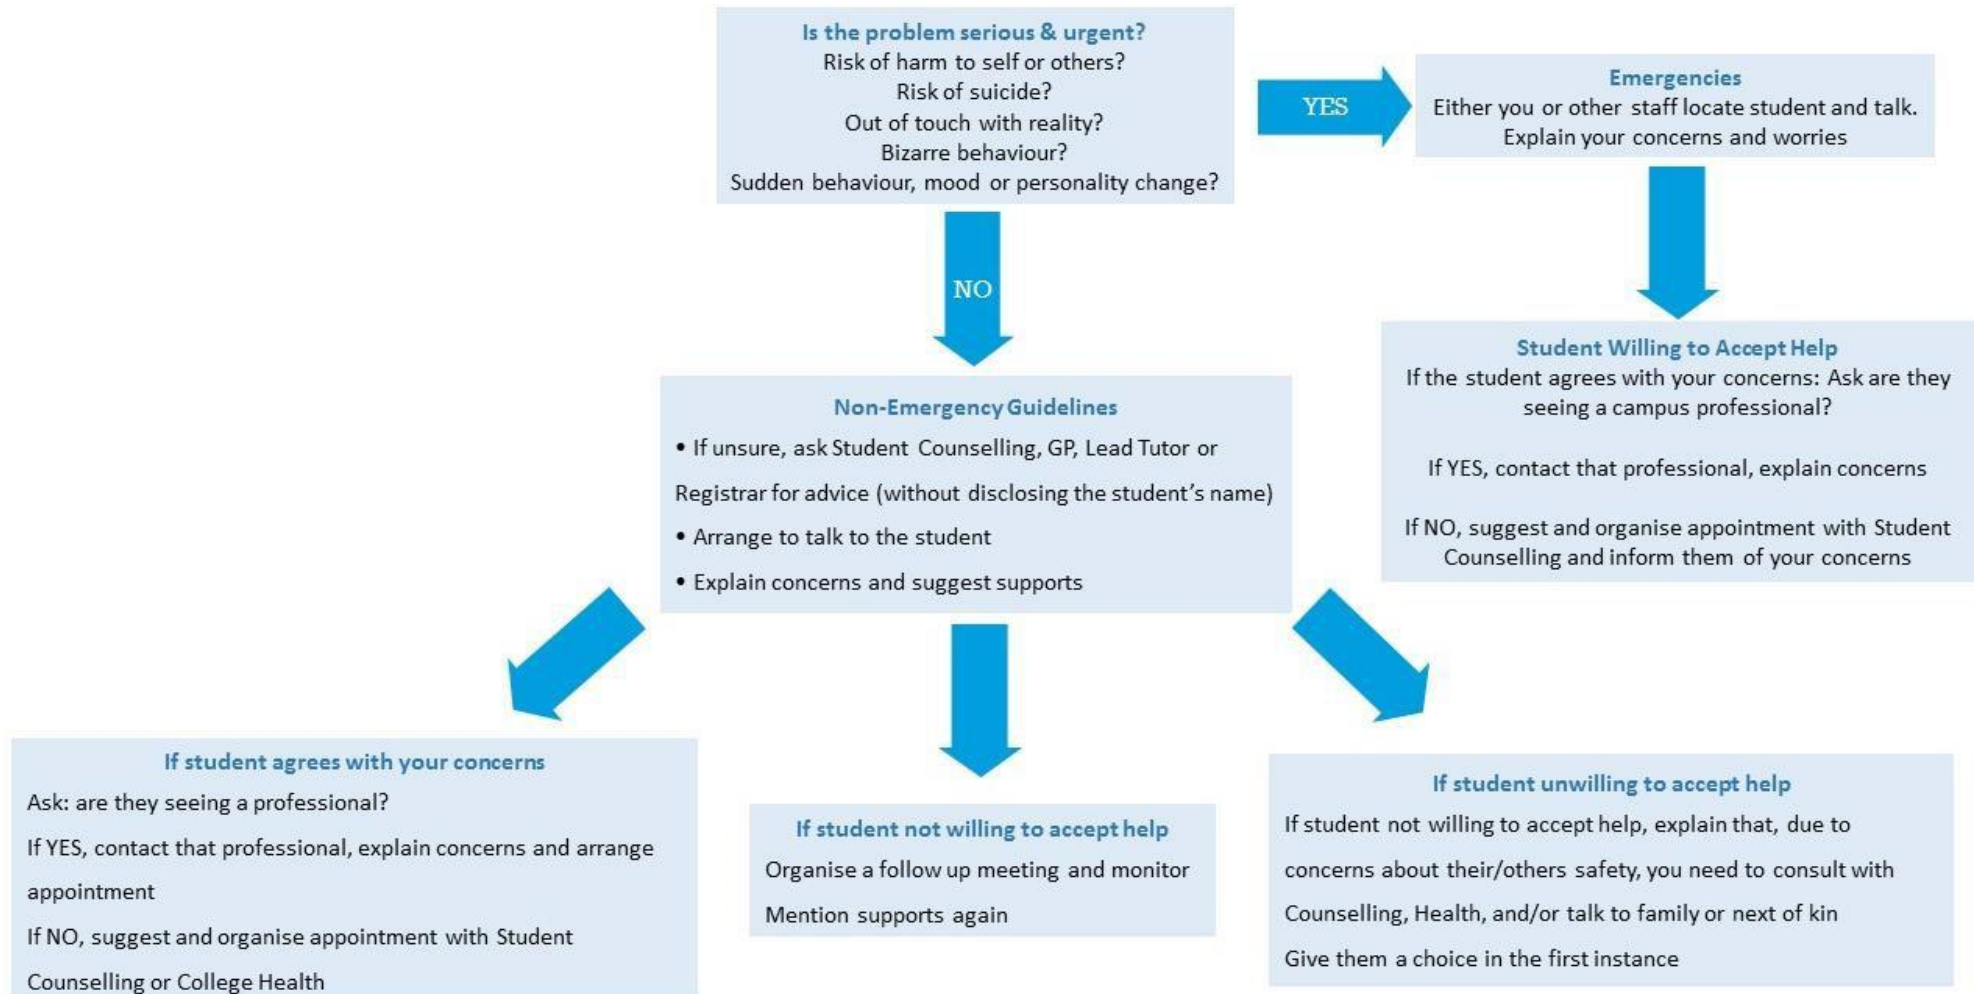 Is the problem serious & urgent?
Risk of harm to self or others?
Risk of suicide?
Out of touch with reality?
Bizarre behaviour?
Sudden behaviour, mood or personality change?
YES
Emergencies
Either you or other staff locate student and talk.
Explain your concerns and worries
NO
Student Willing to Accept Help
If the student agrees with your concerns: Ask are they
seeing a campus professional?
If YES, contact that professional, explain concerns
If NO, suggest and organise appointment with Student
Counselling and inform them of your concerns
Non-Emergency Guidelines
• If unsure, ask Student Counselling, GP, Lead Tutor or
Registrar for advice (without disclosing the student's name)
• Arrange to talk to the student
• Explain concerns and suggest supports
If student agrees with your concerns
Ask: are they seeing a professional?
If YES, contact that professional, explain concerns and arrange
appointment
If NO, suggest and organise appointment with Student
Counselling or College Health
If student not willing to accept help
Organise a follow up meeting and monitor
Mention supports again
If student unwilling to accept help
If student not willing to accept help, explain that, due to
concerns about their/others safety, you need to consult with
Counselling, Health, and/or talk to family or next of kin
Give them a choice in the first instance